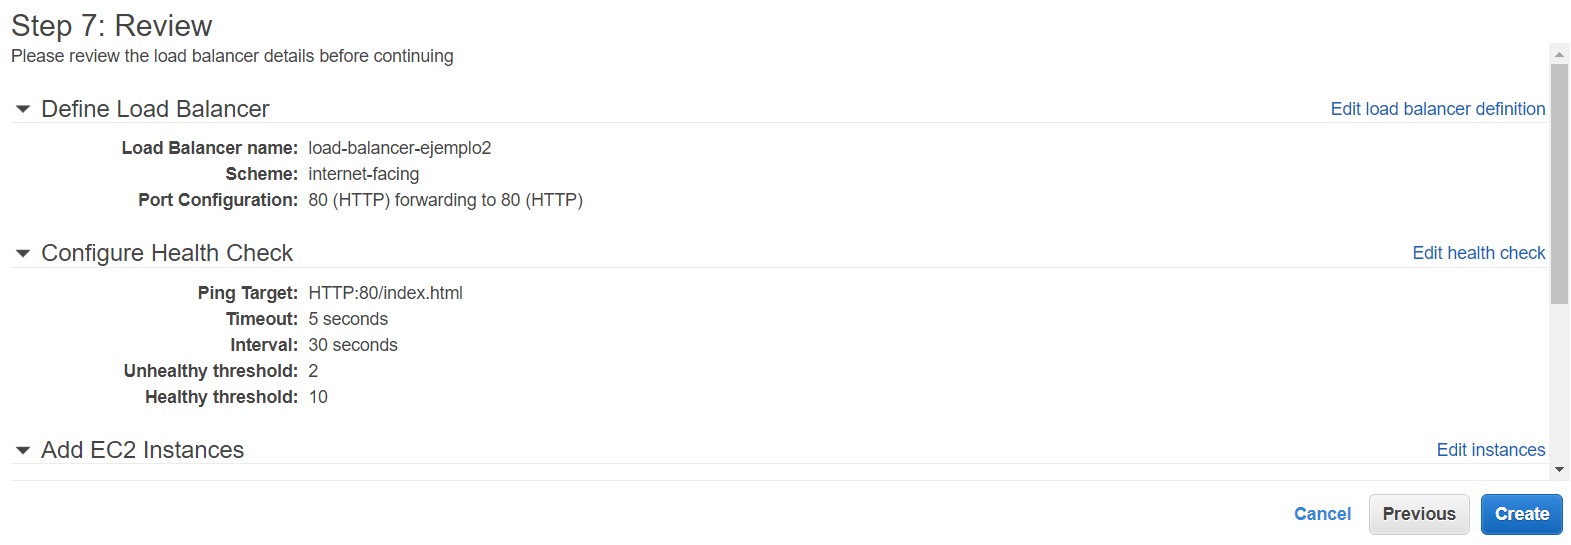 Step 7: Review
Please review the load balancer details before continuing
Define Load Balancer Edit load balancer definition
Load Balancer name: load-balancer-ejemplo2
Scheme: internet-facing
Port Configuration: 80 (HTTP) forwarding to 80 (HTTP)
Configure Health Check Edit health check
Ping Target: HTTP:80/index.html
Timeout: 5 seconds
Interval: 30 seconds
Unhealthy threshold: 2
Healthy threshold: 10
Add EC2 Instances Edit instances
Cancel Previous Create